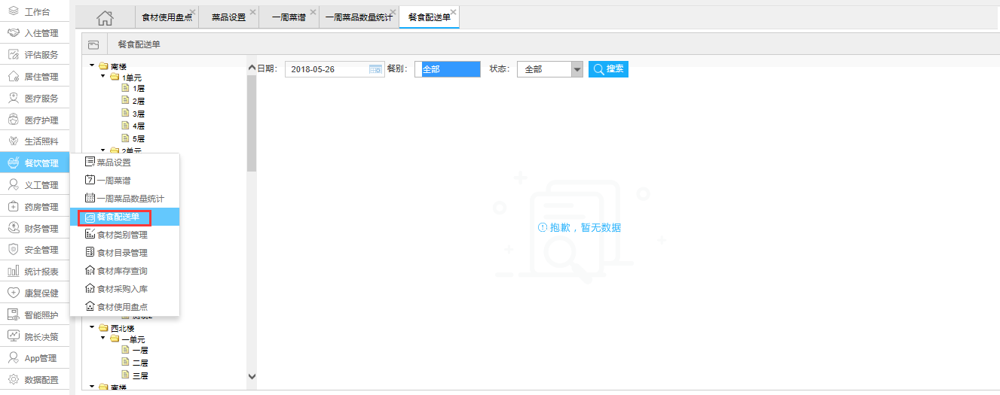 工作台
入住管理
评估服务
居住管理
医疗服务
医疗护理
生活照料
餐饮管理
义工管理
药房管理
财务管理
安全管理
统计报表
康复保健
智能照护
院长决策
App管理
数据配置
食材使用盘点
菜品设置
一周菜谱
一周菜品数量统计
餐食配送单
餐食配送单
南楼
1单元
1层
2层
3层
4层
5层
2单元
菜品设置
一周菜谱
一周菜品数量统计
餐食配送单
食材类别管理
食材目录管理
食材库存查询
食材采购入库
食材使用盘点
西北楼
一单元
一层
二层
三层
南楼
日期： 2018-05-26 餐别： 全部 状态： 全部 搜索
抱歉，暂无数据